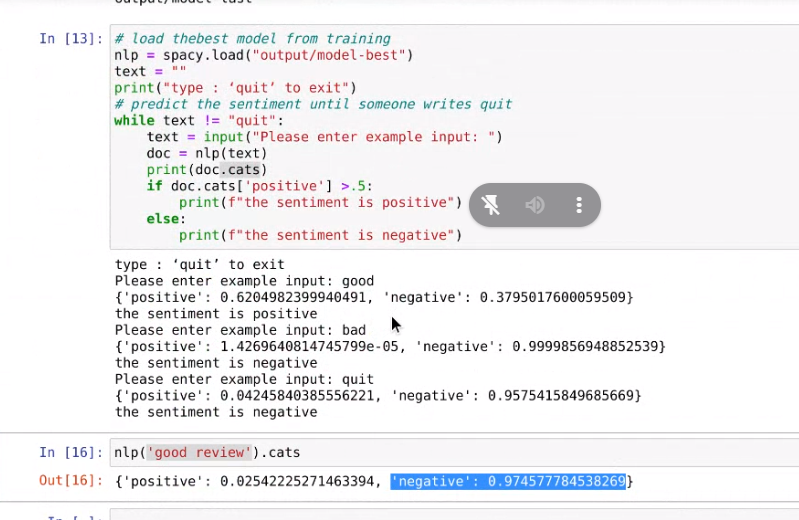 output/model-last
In [13]: # load thebest model from training
nlp = spacy.load("output/model-best")
text = ""
print("type : ‘quit’ to exit")
# predict the sentiment until someone writes quit
while text != "quit":
    text = input("Please enter example input: ")
    doc = nlp(text)
    print(doc.cats)
    if doc.cats['positive'] >.5:
        print(f"the sentiment is positive")
    else:
        print(f"the sentiment is negative")
type : ‘quit’ to exit
Please enter example input: good
{'positive': 0.6204982399940491, 'negative': 0.3795017600059509}
the sentiment is positive
Please enter example input: bad
{'positive': 1.4269640814745799e-05, 'negative': 0.9999856948852539}
the sentiment is negative
Please enter example input: quit
{'positive': 0.04245840385556221, 'negative': 0.9575415849685669}
the sentiment is negative
In [16]: nlp('good review').cats
Out[16]: {'positive': 0.02542225271463394, 'negative': 0.974577784538269}